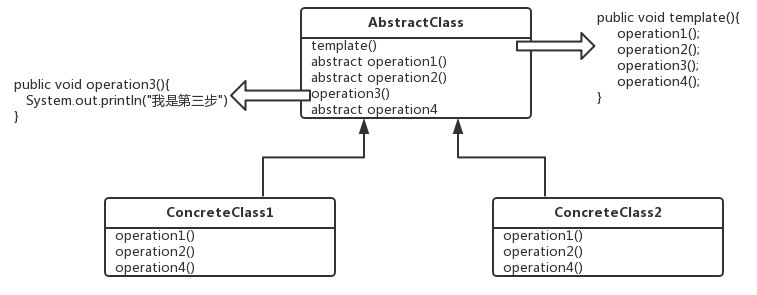 AbstractClass
template()
abstract operation1()
abstract operation2()
operation3()
abstract operation4
public void template(){
operation1();
operation2();
operation3();
operation4();
}
public void operation3(){
System.out.println("我是第三步")
}
ConcreteClass1
operation1()
operation2()
operation4()
ConcreteClass2
operation1()
operation2()
operation4()